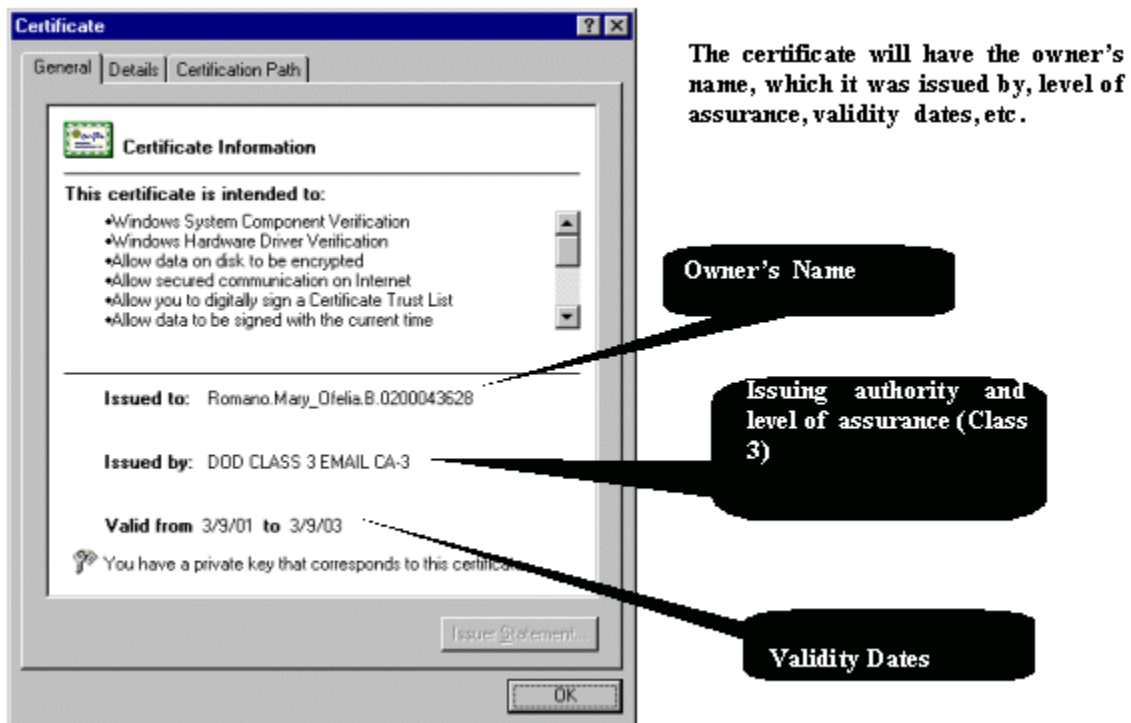 Certificate
General Details Certification Path
Certificate Information
This certificate is intended to:
•Windows System Component Verification
•Windows Hardware Driver Verification
•Allow data on disk to be encrypted
•Allow secured communication on Internet
•Allow you to digitally sign a Certificate Trust List
•Allow data to be signed with the current time
Issued to: Romano.Mary_Ofelia.B.0200043628
Issued by: DOD CLASS 3 EMAIL CA-3
Valid from 3/9/01 to 3/9/03
You have a private key that corresponds to this certificate.
Issuer Statement...
OK
The certificate will have the owner's
name, which it was issued by, level of
assurance, validity dates, etc.
Owner's Name
Issuing authority and
level of assurance (Class
3)
Validity Dates